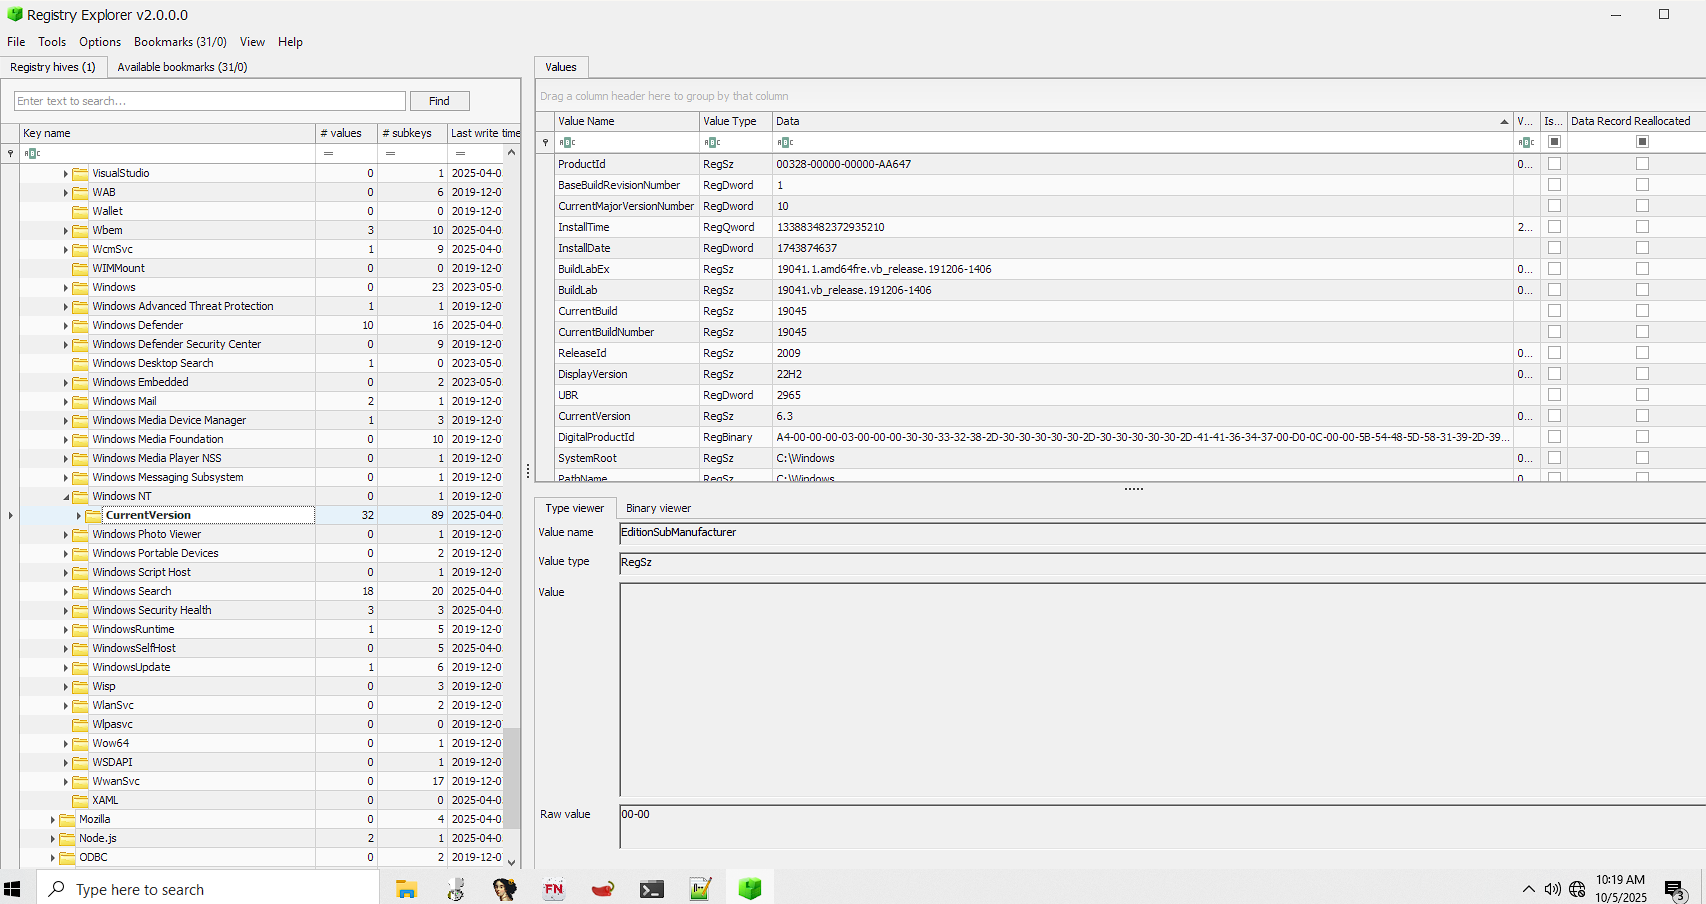 Registry Explorer v2.0.0.0
File Tools Options Bookmarks (31/0) View Help
Registry hives (1) Available bookmarks (31/0)
Enter text to search... Find
Key name # values # subkeys Last write time
= = =
VisualStudio 0 1 2025-04-0
WAB 0 6 2019-12-0
Wallet 0 0 2019-12-0
Wbem 3 10 2025-04-0
WcmSvc 1 9 2025-04-0
WIMMount 0 0 2019-12-0
Windows 0 23 2023-05-0
Windows Advanced Threat Protection 1 1 2019-12-0
Windows Defender 10 16 2025-04-0
Windows Defender Security Center 0 9 2019-12-0
Windows Desktop Search 1 0 2023-05-0
Windows Embedded 0 2 2023-05-0
Windows Mail 2 1 2019-12-0
Windows Media Device Manager 1 3 2019-12-0
Windows Media Foundation 0 10 2019-12-0
Windows Media Player NSS 0 1 2019-12-0
Windows Messaging Subsystem 0 1 2019-12-0
Windows NT 0 1 2019-12-0
CurrentVersion 32 89 2025-04-0
Windows Photo Viewer 0 1 2019-12-0
Windows Portable Devices 0 2 2019-12-0
Windows Script Host 0 1 2019-12-0
Windows Search 18 20 2025-04-0
Windows Security Health 3 3 2025-04-0
WindowsRuntime 1 5 2019-12-0
WindowsSelfHost 0 5 2025-04-0
WindowsUpdate 1 6 2019-12-0
Wisp 0 3 2019-12-0
WlanSvc 0 2 2019-12-0
Wlpasvc 0 0 2019-12-0
Wow64 0 1 2019-12-0
WSDAPI 0 1 2019-12-0
WwanSvc 0 17 2019-12-0
XAML 0 0 2025-04-0
Mozilla 0 4 2025-04-0
Node.js 2 1 2025-04-0
ODBC 0 2 2019-12-0
Values
Drag a column header here to group by that column
Value Name Value Type Data V... Is... Data Record Reallocated
ProductId RegSz 00328-00000-00000-AA647 0...
BaseBuildRevisionNumber RegDword 1
CurrentMajorVersionNumber RegDword 10
InstallTime RegQword 133883482372935210 2...
InstallDate RegDword 1743874637
BuildLabEx RegSz 19041.1.amd64fre.vb_release.191206-1406 0...
BuildLab RegSz 19041.vb_release.191206-1406 0...
CurrentBuild RegSz 19045
CurrentBuildNumber RegSz 19045
ReleaseId RegSz 2009 0...
DisplayVersion RegSz 22H2 0...
UBR RegDword 2965
CurrentVersion RegSz 6.3 0...
DigitalProductId RegBinary A4-00-00-00-03-00-00-00-30-30-33-32-38-2D-30-30-30-30-30-2D-30-30-30-30-30-2D-41-41-36-34-37-00-D0-0C-00-00-5B-54-48-5D-58-31-39-2D-39...
SystemRoot RegSz C:\Windows 0...
PathName RegSz C:\Windows 0...
Type viewer Binary viewer
Value name EditionSubManufacturer
Value type RegSz
Value
Raw value 00-00
Type here to search
FN
10:19 AM
10/5/2025
3